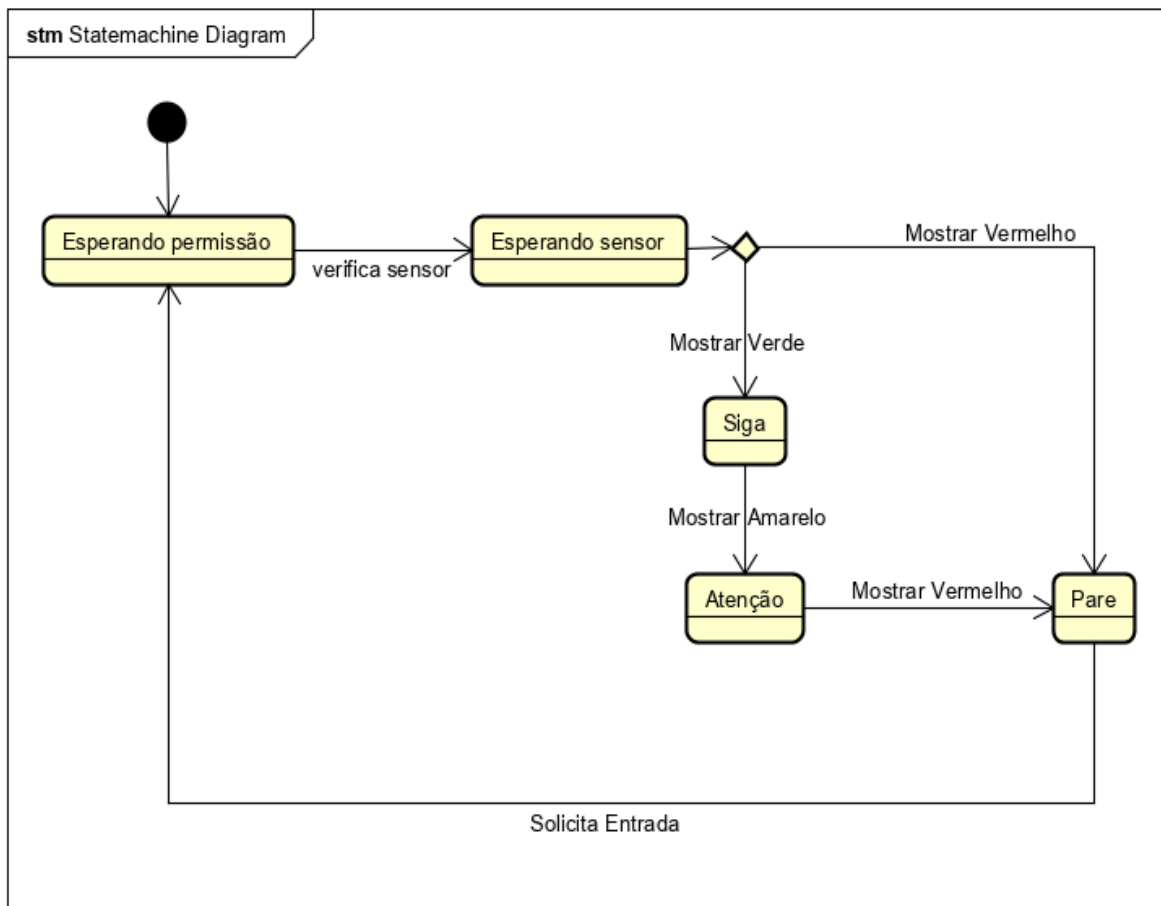 stm Statemachine Diagram
Esperando permissão
verifica sensor
Esperando sensor
Mostrar Vermelho
Mostrar Verde
Siga
Mostrar Amarelo
Atenção
Mostrar Vermelho
Pare
Solicita Entrada